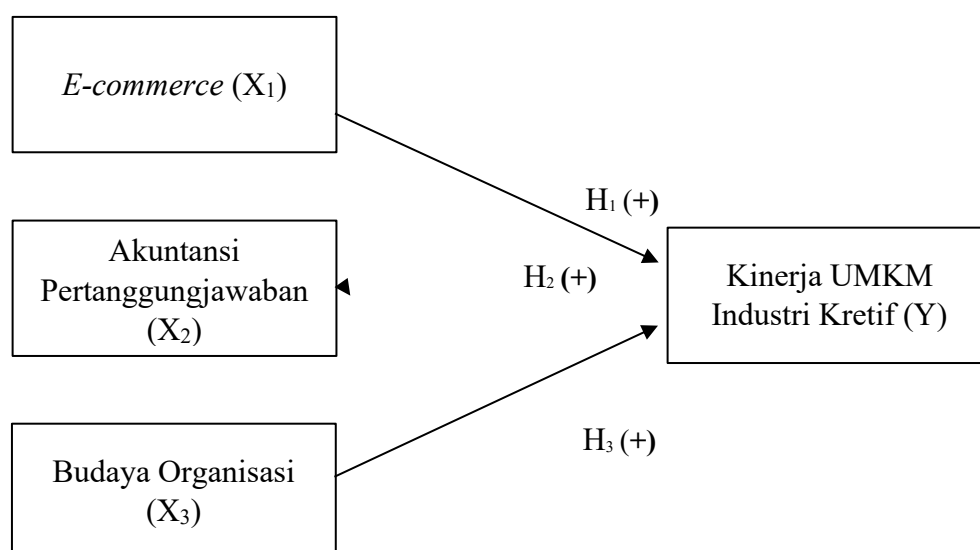 E-commerce (X₁)
H₁ (+)
Akuntansi
Pertanggungjawaban
(X₂)
H₂ (+)
Kinerja UMKM
Industri Kretif (Y)
H₃ (+)
Budaya Organisasi
(X₃)